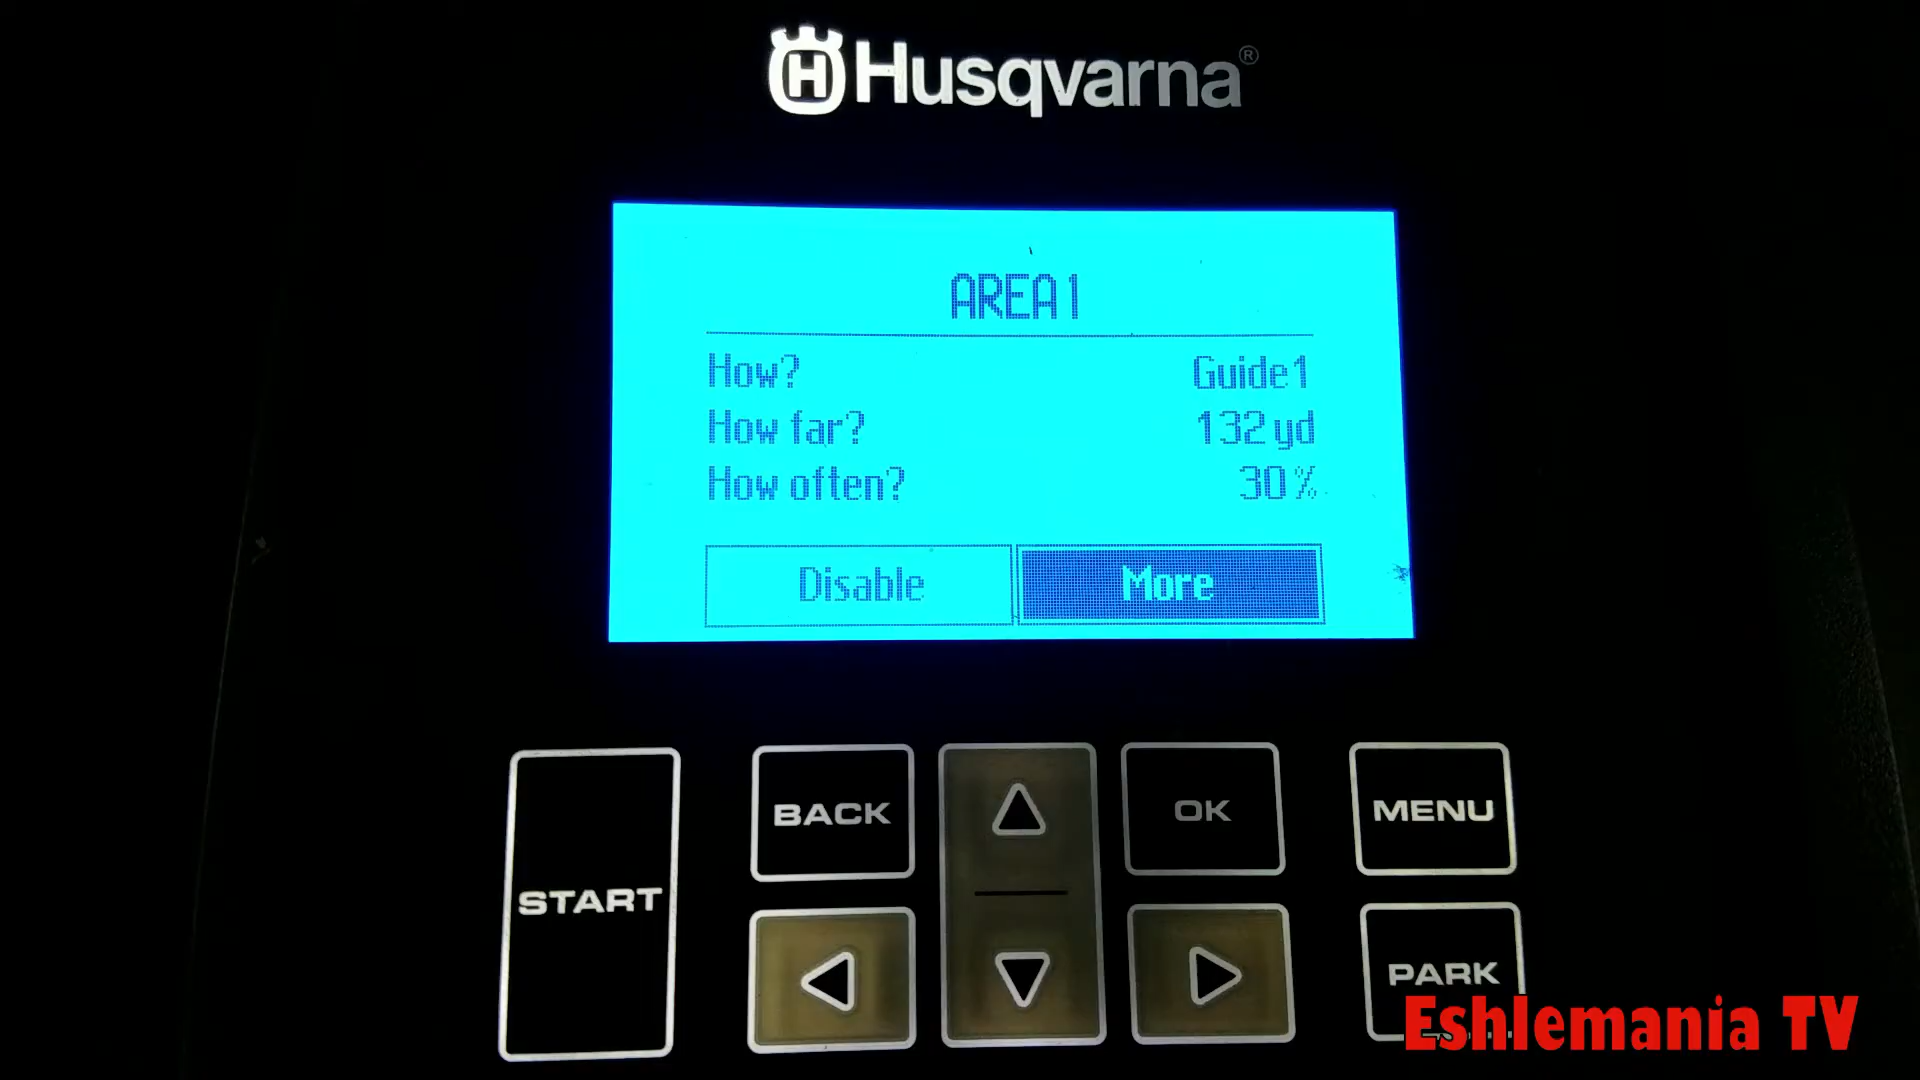 Husqvarna®
AREA 1
How? Guide1
How far? 132 yd
How often? 30%
Disable More
START
BACK
OK
MENU
PARK
Eshlemania TV